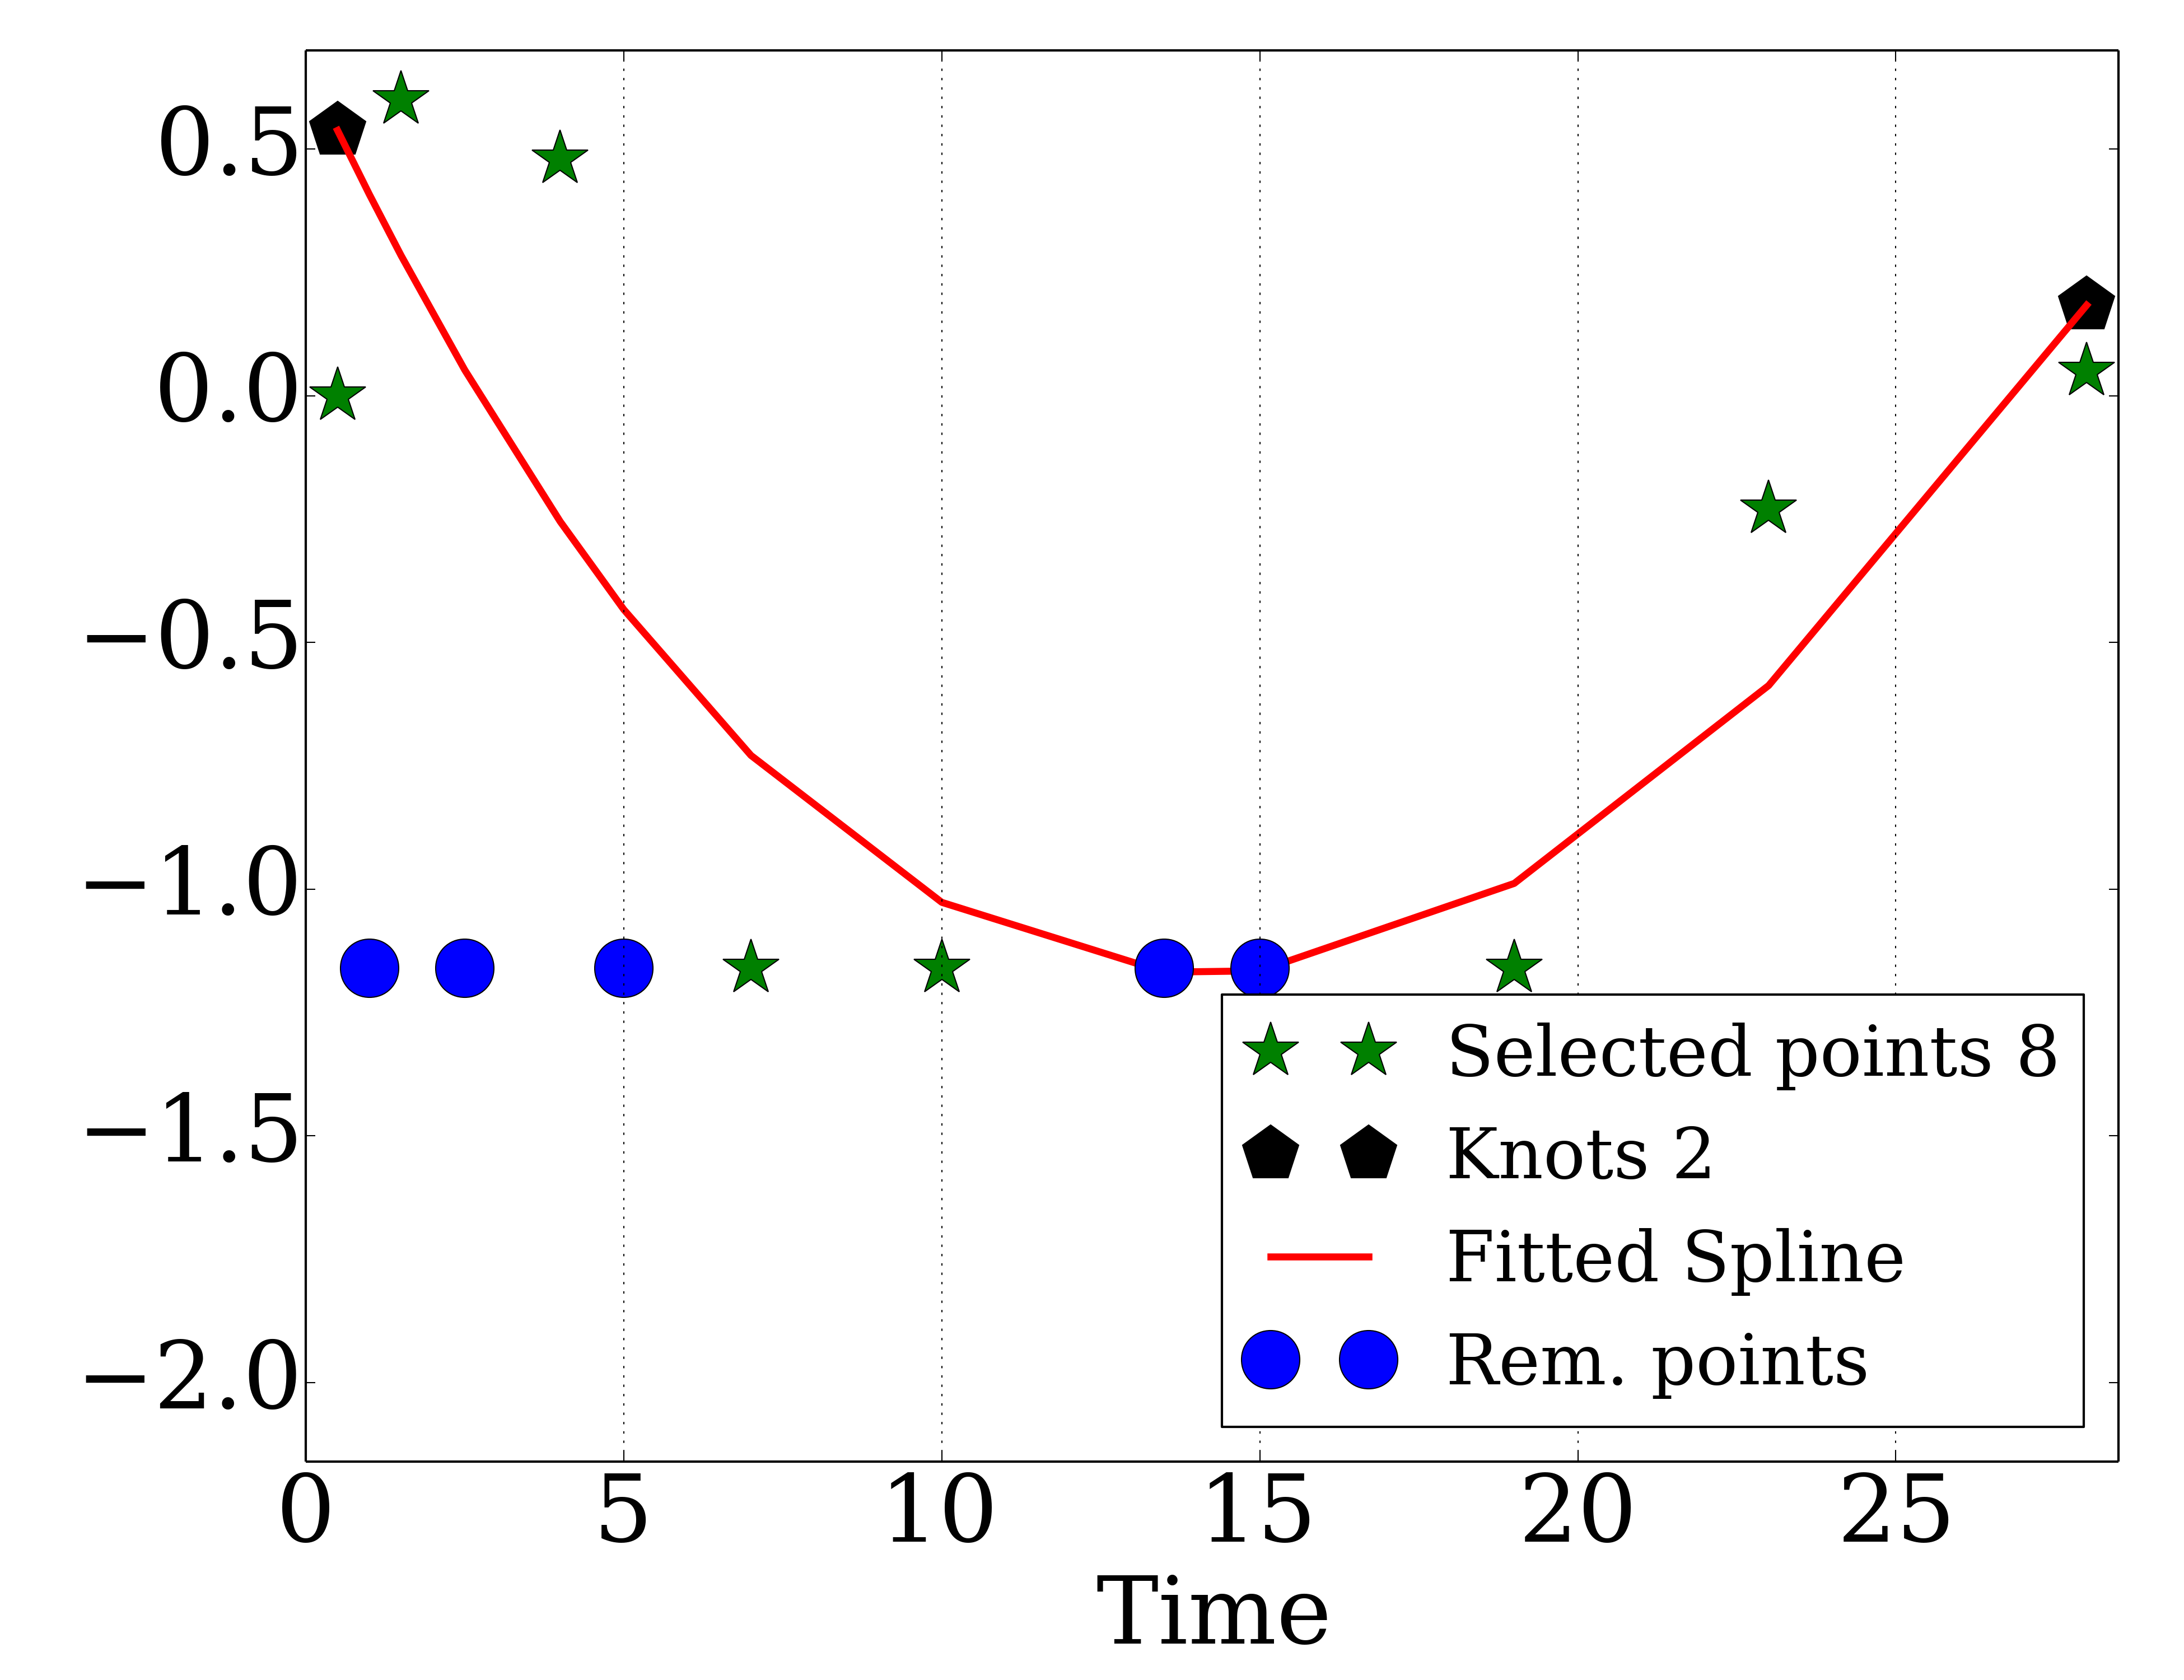 0.5
0.0
−0.5
−1.0
−1.5
−2.0
0 5 10 15 20 25
Time
Selected points 8
Knots 2
Fitted Spline
Rem. points